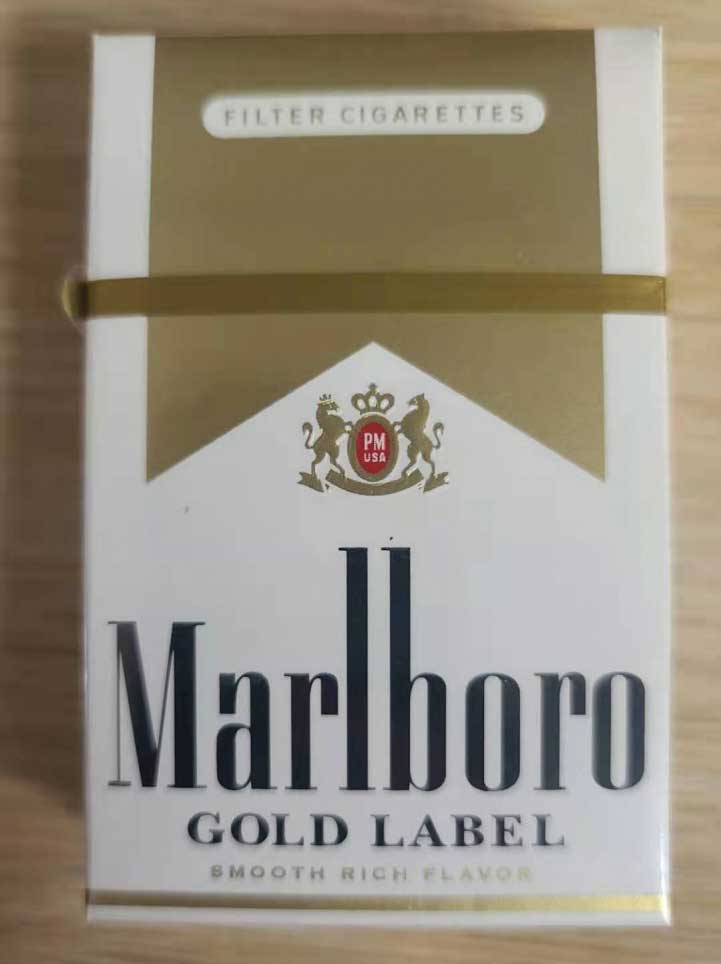 FILTER CIGARETTES
PM
USA
Marlboro
GOLD LABEL
SMOOTH RICH FLAVOR